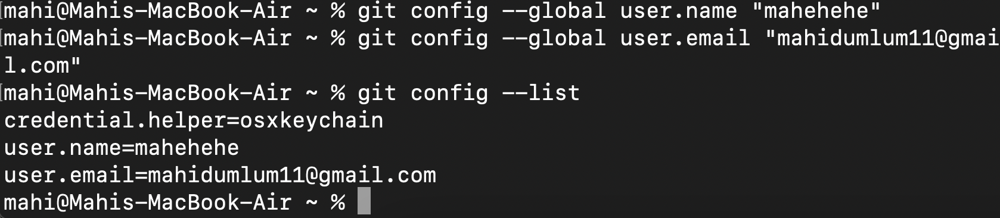 mahi@Mahis-MacBook-Air ~ % git config --global user.name "mahehehe"
mahi@Mahis-MacBook-Air ~ % git config --global user.email "mahidumlum11@gmai
l.com"
mahi@Mahis-MacBook-Air ~ % git config --list
credential.helper=osxkeychain
user.name=mahehehe
user.email=mahidumlum11@gmail.com
mahi@Mahis-MacBook-Air ~ %